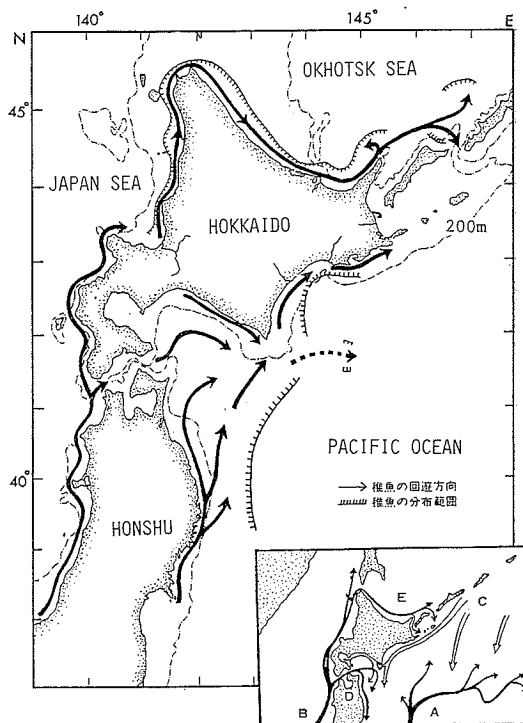 N 140° 145° E
45°
OKHOTSK SEA
JAPAN SEA
HOKKAIDO
200m
PACIFIC OCEAN
40°
HONSHU
稚魚の回遊方向
稚魚の分布範囲
E
C
D
B
A